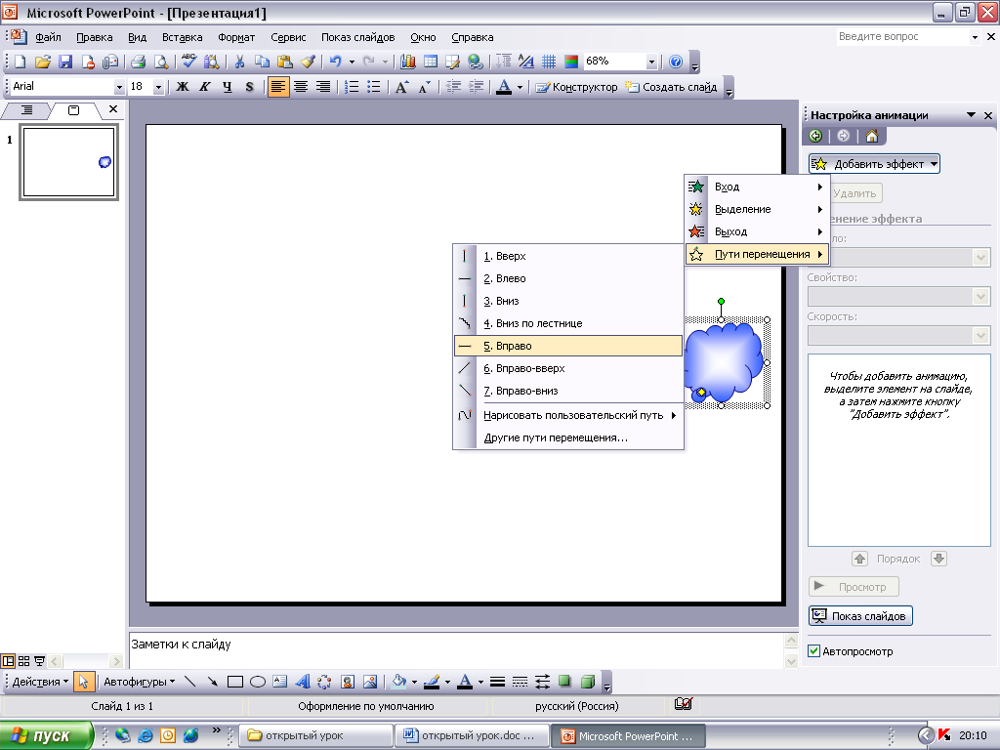 Microsoft PowerPoint - [Презентация1]
Файл Правка Вид Вставка Формат Сервис Показ слайдов Окно Справка
Введите вопрос
68%
Arial 18 Ж К Ч S
Конструктор Создать слайд
1
Настройка анимации
Добавить эффект
Удалить
Вход
Выделение
Выход
Пути перемещения
Свойство:
Скорость:
1. Вверх
2. Влево
3. Вниз
4. Вниз по лестнице
5. Вправо
6. Вправо-вверх
7. Вправо-вниз
Нарисовать пользовательский путь
Другие пути перемещения...
Чтобы добавить анимацию,
выделите элемент на слайде,
а затем нажмите кнопку
"Добавить эффект".
Порядок
Просмотр
Показ слайдов
Автопросмотр
Заметки к слайду
Действия Автофигуры
Слайд 1 из 1 Оформление по умолчанию русский (Россия)
пуск открытый урок открытый урок.doc ... Microsoft PowerPoint ... 20:10